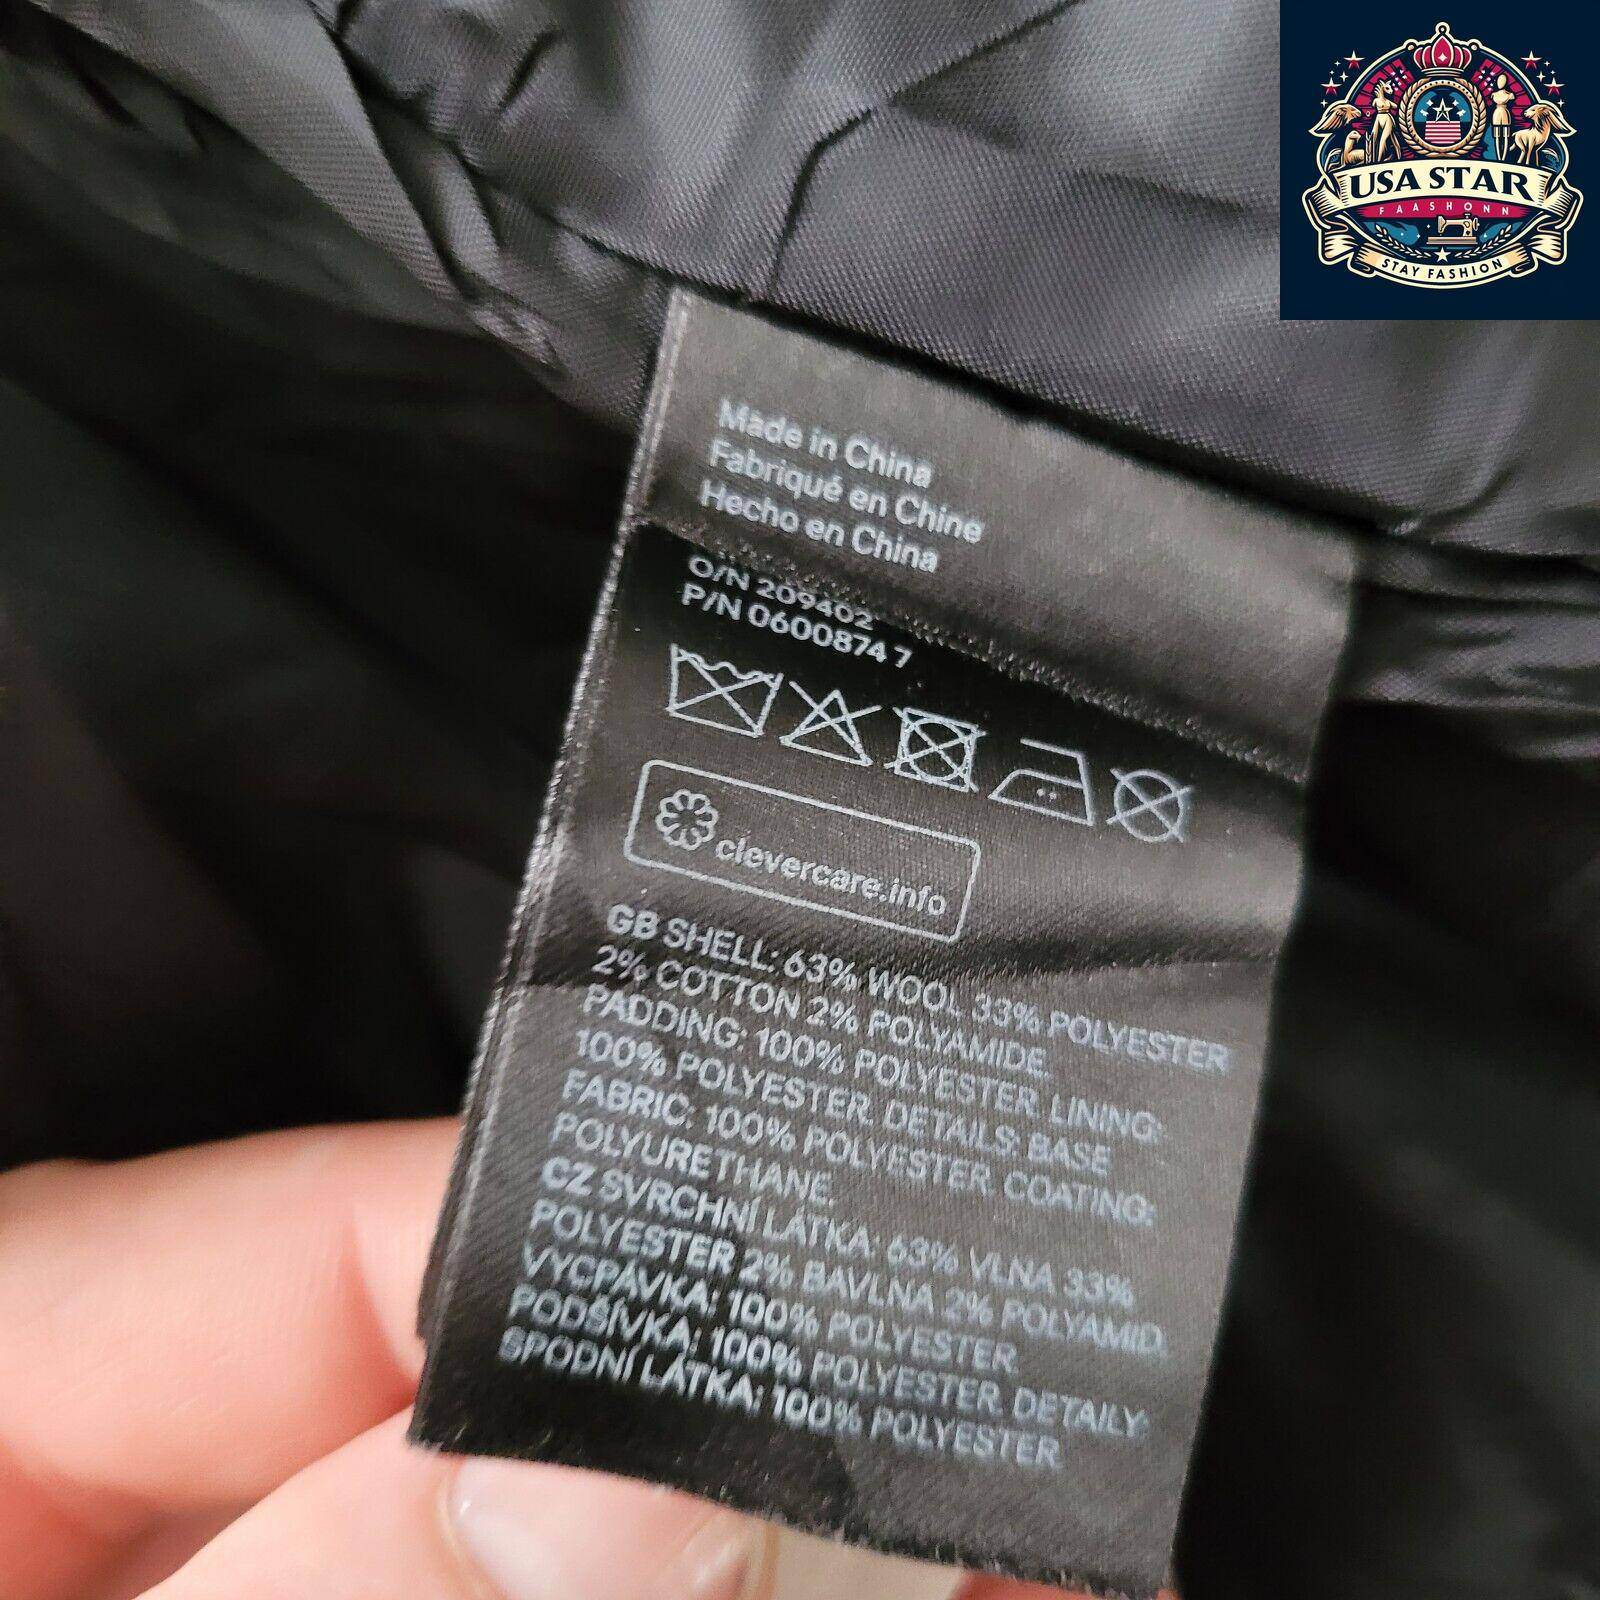 USA STAR
FAASHONN
STAY FASHION
Made in China
Fabriqué en Chine
Hecho en China
O/N 209402
P/N 0600874 7
clevercare.info
GB SHELL: 63% WOOL 33% POLYESTER
2% COTTON 2% POLYAMIDE.
PADDING: 100% POLYESTER. LINING:
100% POLYESTER. DETAILS: BASE
FABRIC: 100% POLYESTER. COATING:
POLYURETHANE.
CZ SVRCHNÍ LÁTKA: 63% VLNA 33%
POLYESTER 2% BAVLNA 2% POLYAMID.
VYCPÁVKA: 100% POLYESTER.
PODŠÍVKA: 100% POLYESTER. DETAILY:
SPODNÍ LÁTKA: 100% POLYESTER.